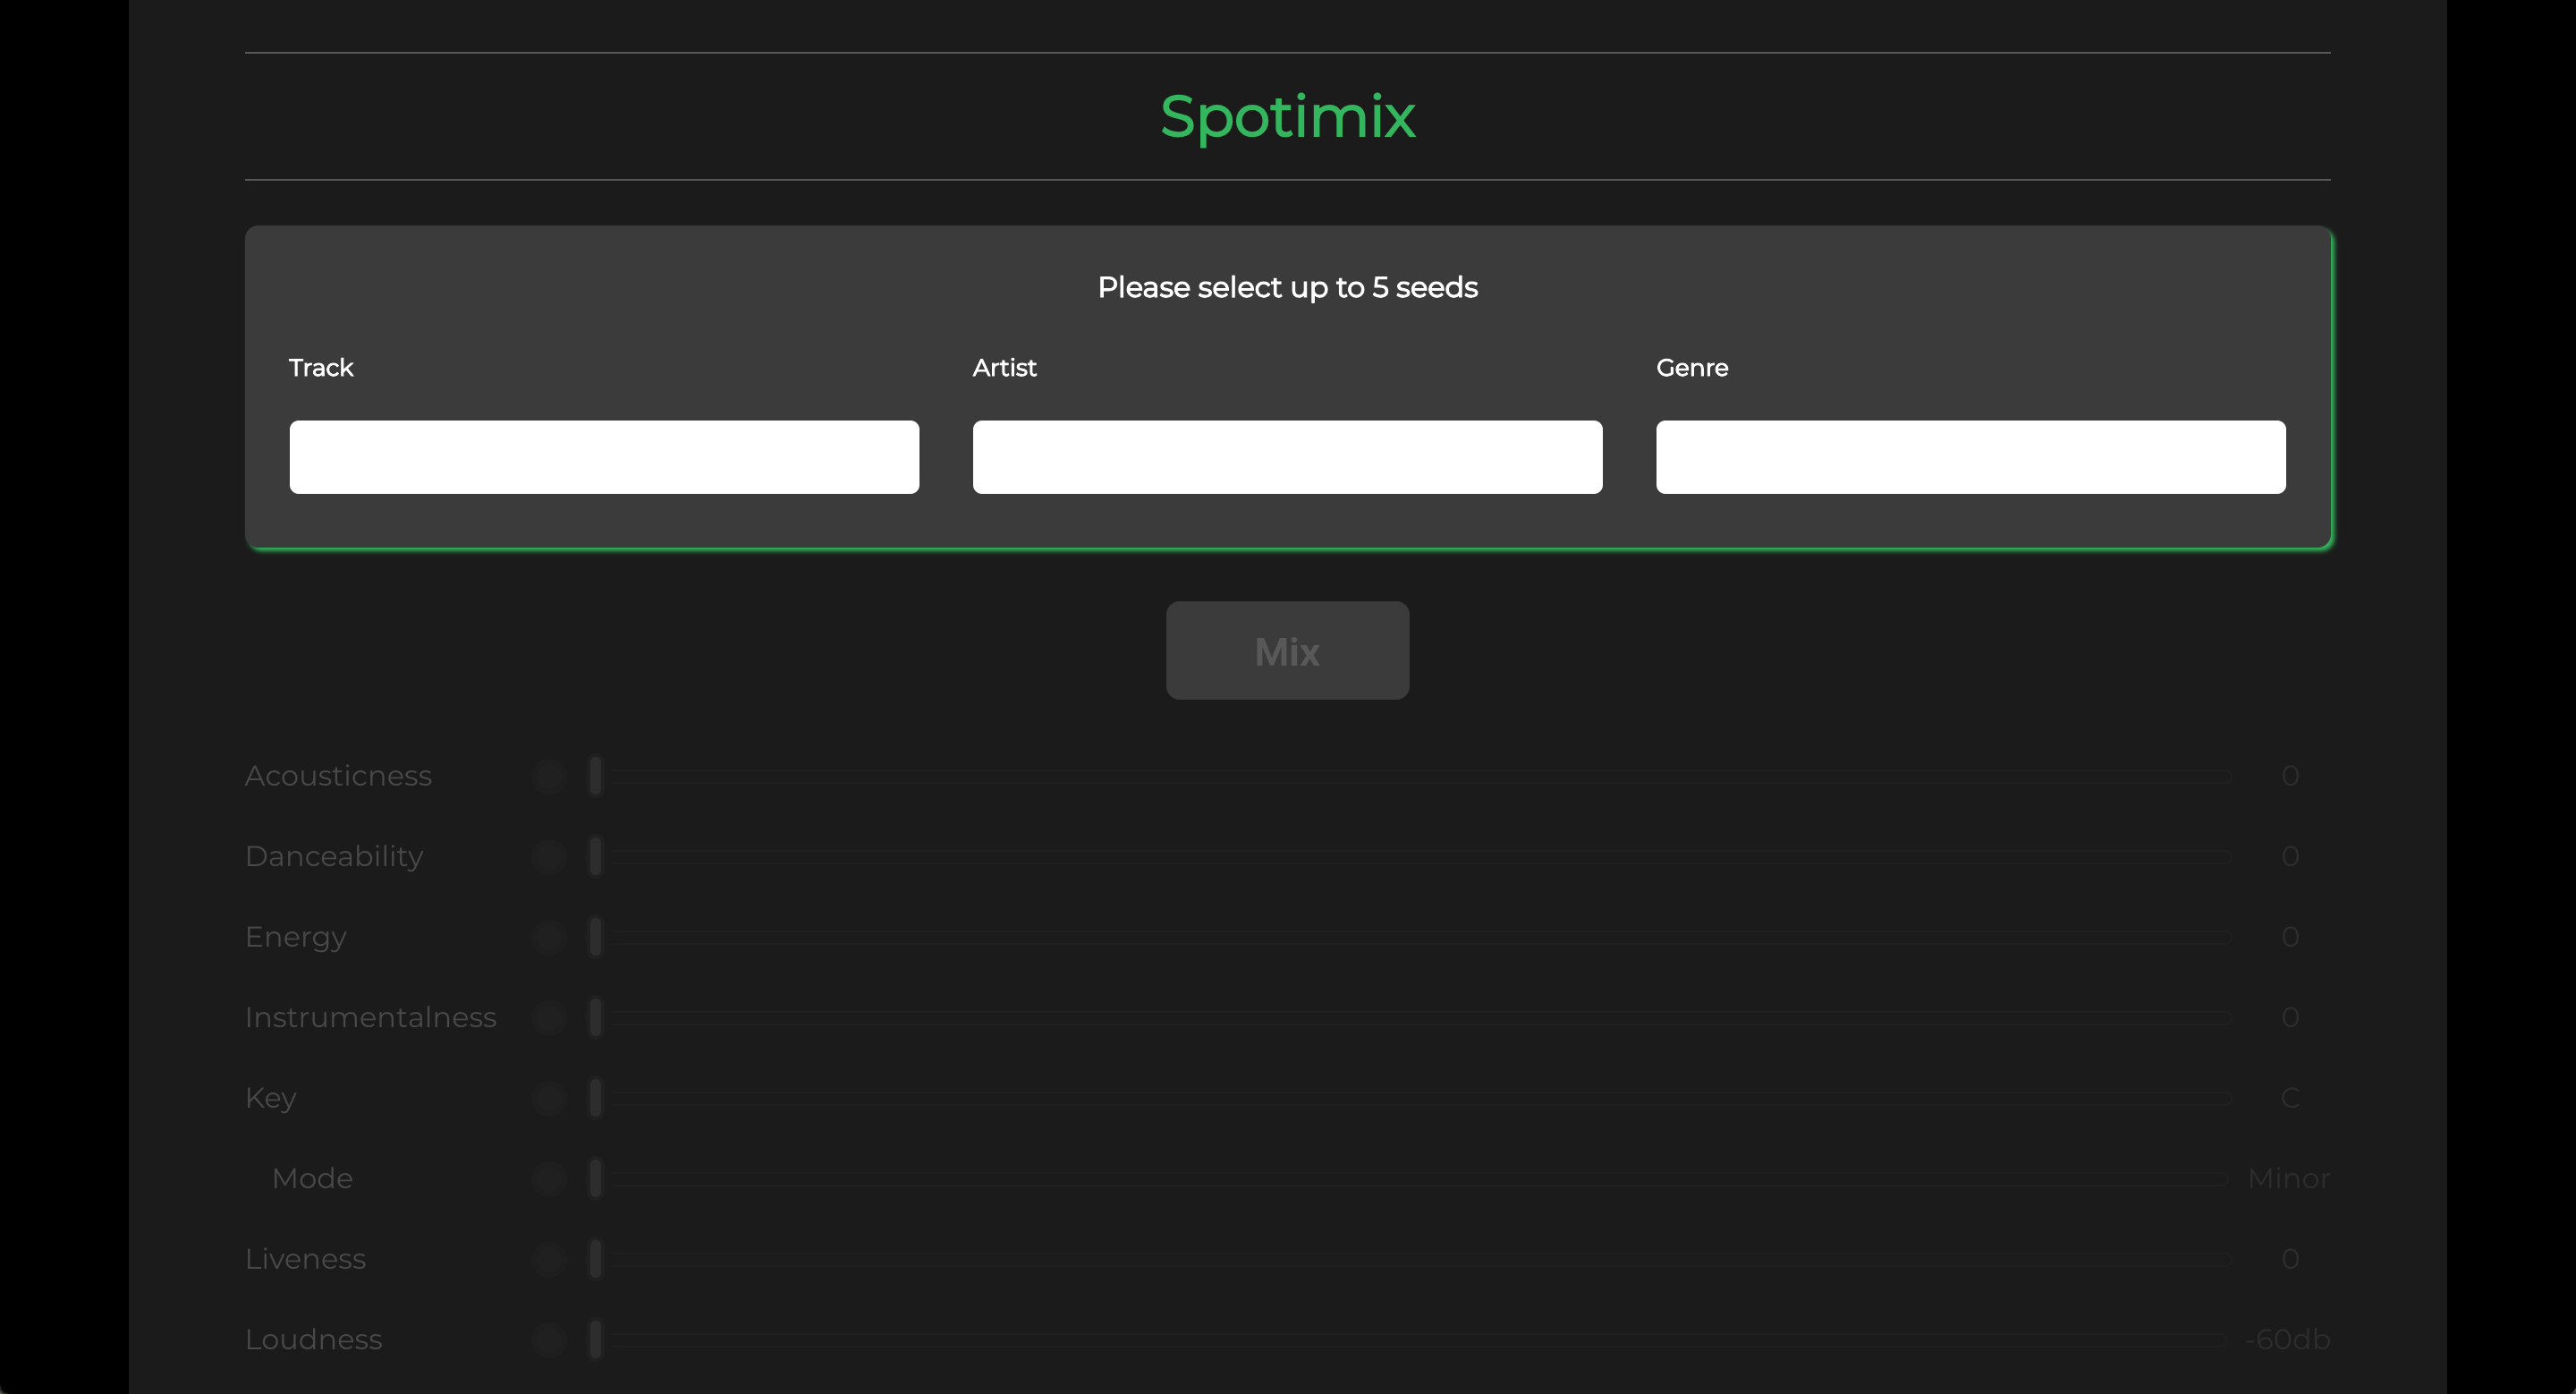 Spotimix
Please select up to 5 seeds
Track Artist Genre
Mix
Acousticness 0
Danceability 0
Energy 0
Instrumentalness 0
Key C
Mode Minor
Liveness 0
Loudness -60db